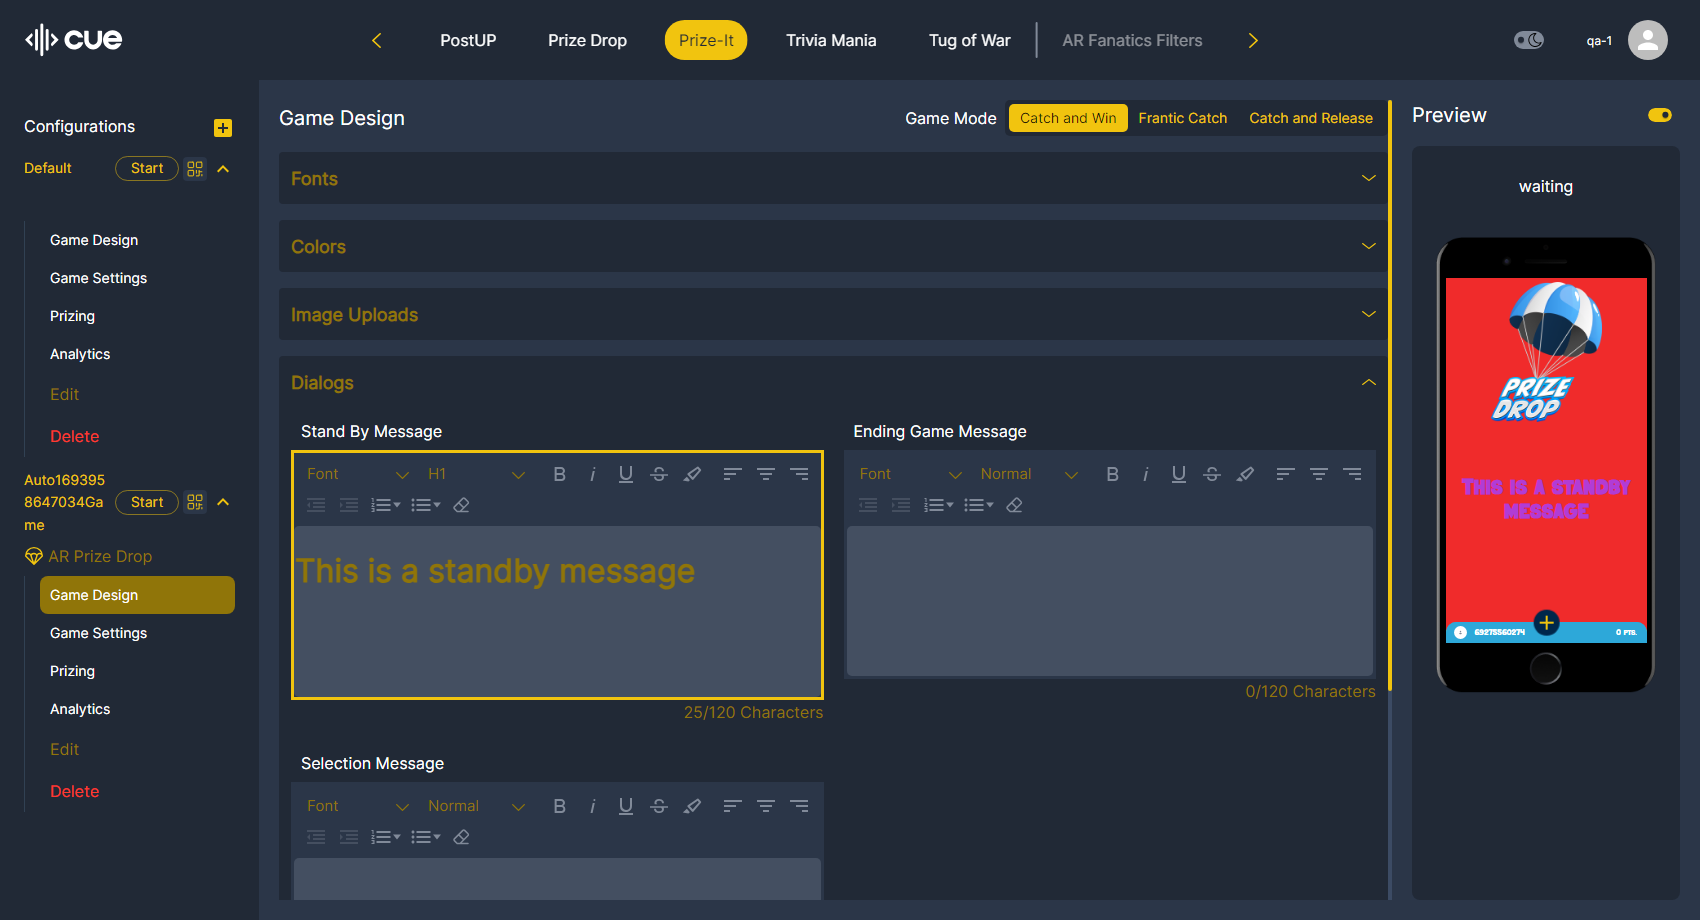 cue
PostUP
Prize Drop
Prize-It
Trivia Mania
Tug of War
AR Fanatics Filters
qa-1
Configurations
Default
Start
Game Design
Game Settings
Prizing
Analytics
Edit
Delete
Auto169395
8647034Ga
me
Start
AR Prize Drop
Game Design
Game Settings
Prizing
Analytics
Edit
Delete
Game Design
Game Mode
Catch and Win
Frantic Catch
Catch and Release
Fonts
Colors
Image Uploads
Dialogs
Stand By Message
Font
H1
This is a standby message
25/120 Characters
Ending Game Message
Font
Normal
0/120 Characters
Selection Message
Font
Normal
Preview
waiting
PRIZE
DROP
THIS IS A STANDBY
MESSAGE
69275560274
0 PTS.